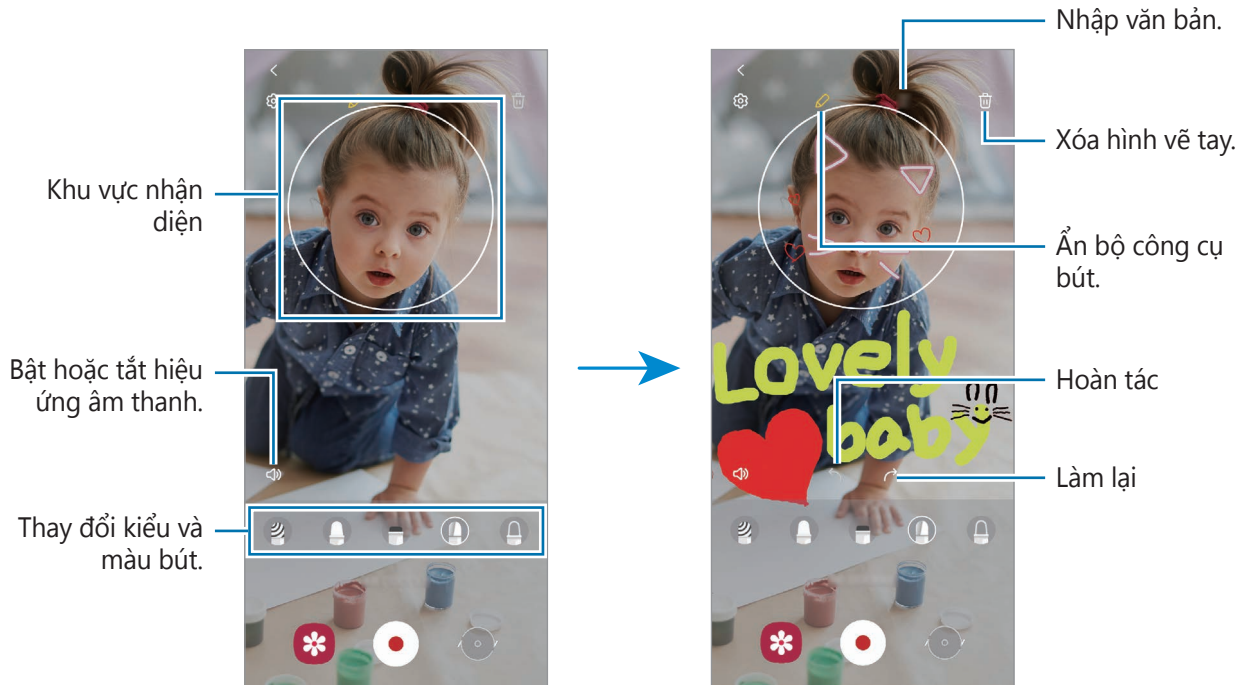 Khu vực nhận
diện
Bật hoặc tắt hiệu
ứng âm thanh.
Thay đổi kiểu và
màu bút.
Nhập văn bản.
Xóa hình vẽ tay.
Ẩn bộ công cụ
bút.
Lovely
baby
Hoàn tác
Làm lại